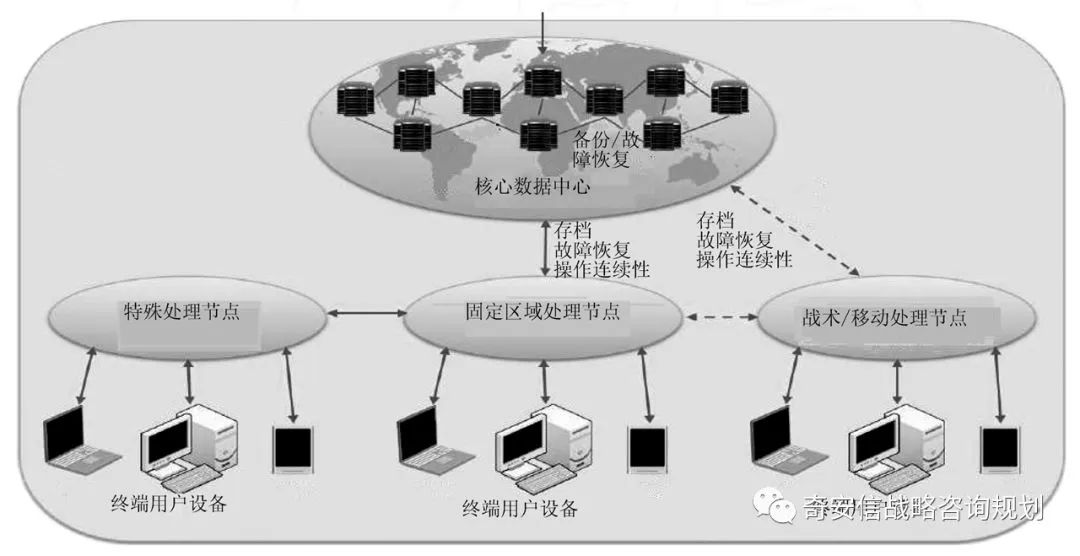 备份/故
障恢复
核心数据中心
存档
故障恢复
操作连续性
存档
故障恢复
操作连续性
特殊处理节点
固定区域处理节点
战术/移动处理节点
终端用户设备
终端用户设备
奇安信战略咨询规划